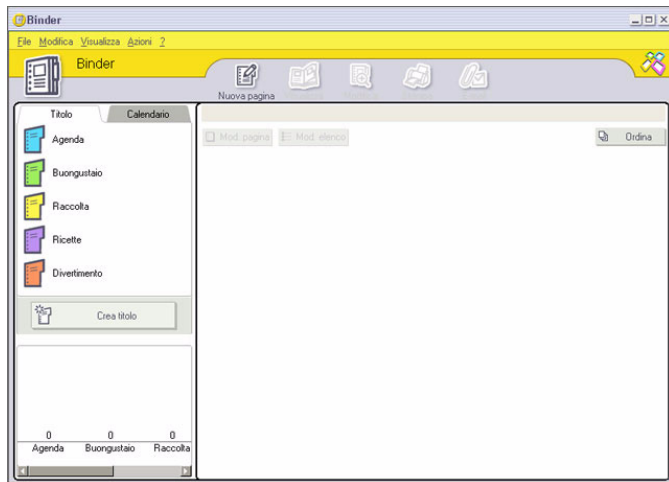 Binder
File Modifica Visualizza Azioni ?
Binder
Nuova pagina
Titolo Calendario
Mod. pagina Mod. elenco Ordina
Agenda
Buongustaio
Raccolta
Ricette
Divertimento
Crea titolo
0 0 0
Agenda Buongustaio Raccolta